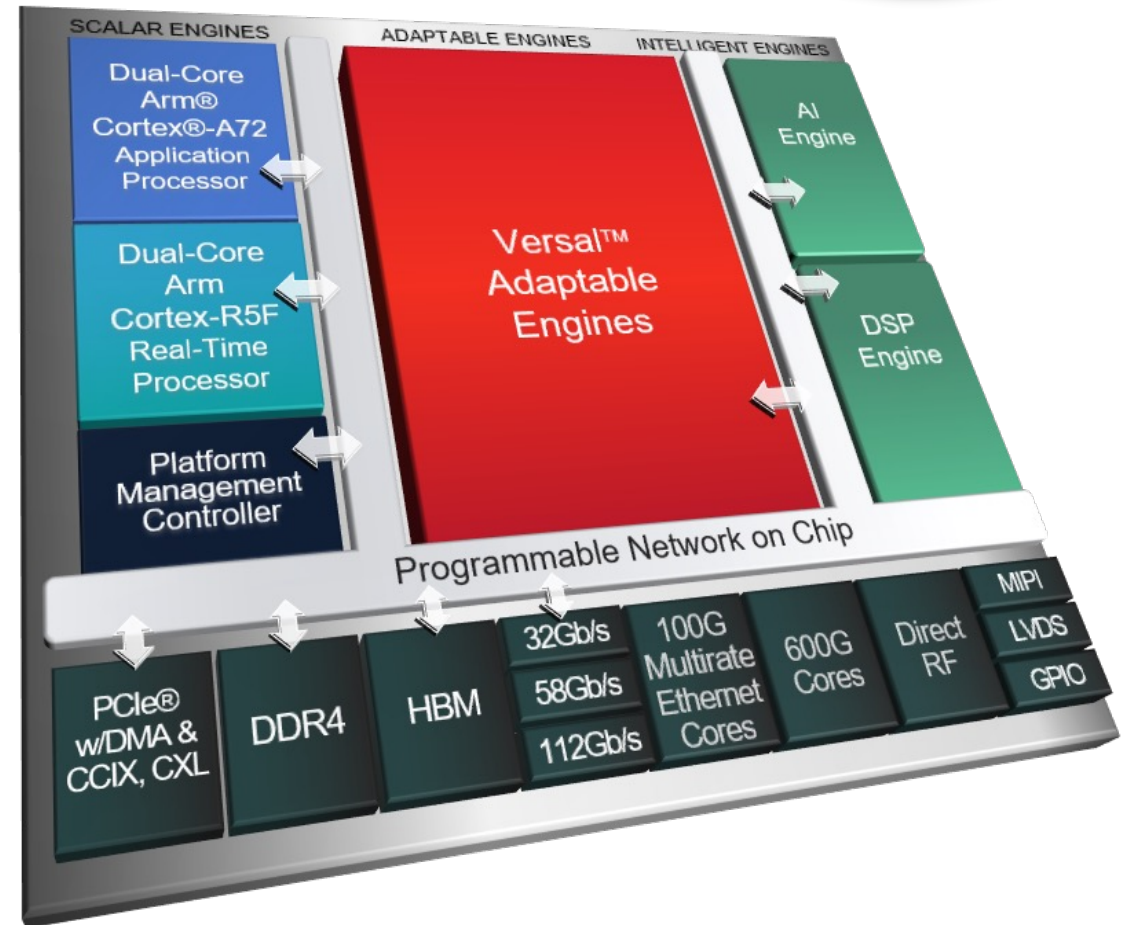 SCALAR ENGINES
ADAPTABLE ENGINES
INTELLIGENT ENGINES
Dual-Core
Arm®
Cortex®-A72
Application
Processor
Dual-Core
Arm
Cortex-R5F
Real-Time
Processor
Platform
Management
Controller
Versal™
Adaptable
Engines
AI
Engine
DSP
Engine
Programmable Network on Chip
PCIe®
w/DMA &
CCIX, CXL
DDR4
HBM
32Gb/s
58Gb/s
112Gb/s
100G
Multirate
Ethernet
Cores
600G
Cores
Direct
RF
MIPI
LVDS
GPIO